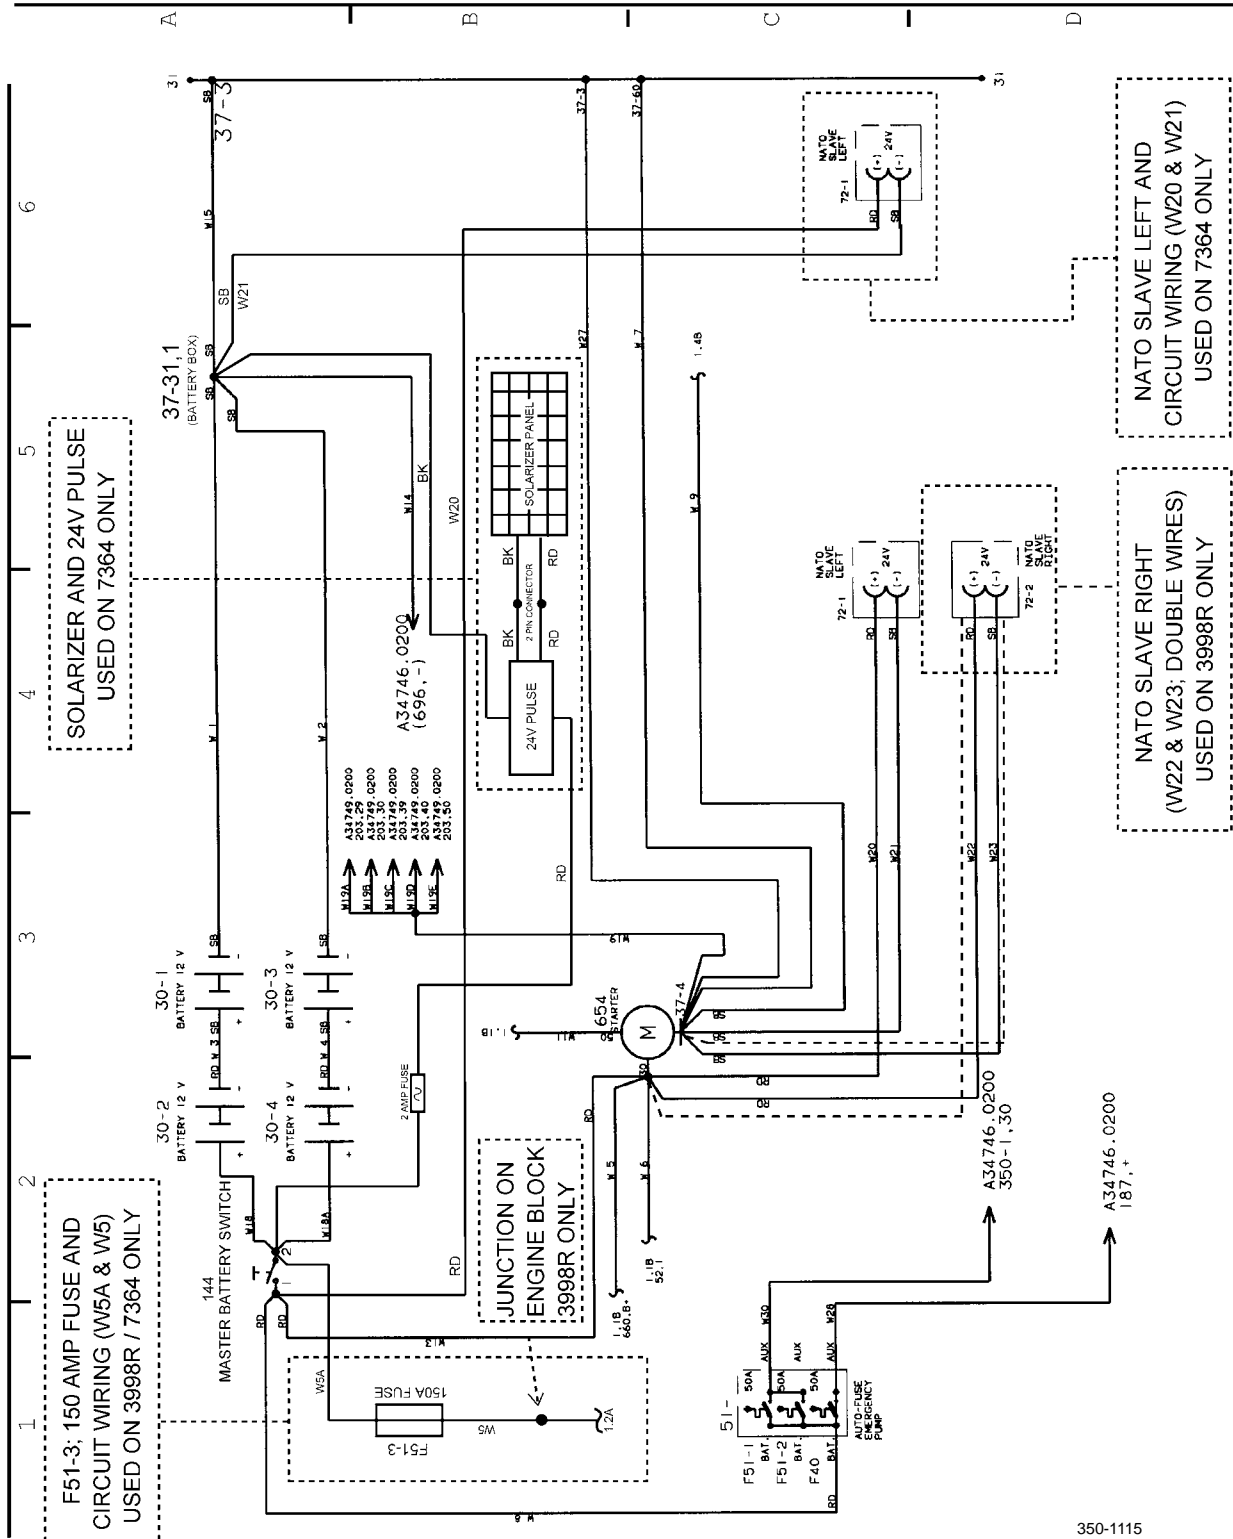 A
B
C
D
6
5
4
3
2
1
31
SB
37-3
37-3
37-60
31
W15
SB
W21
NATO
SLAVE
LEFT
72-1
(+)
(-)
24V
RD
SB
NATO SLAVE LEFT AND
CIRCUIT WIRING (W20 & W21)
USED ON 7364 ONLY
37-31,1
(BATTERY BOX)
SB
SB
SB
W27
W 7
1.4B
SOLARIZER AND 24V PULSE
USED ON 7364 ONLY
W14
BK
W20
SOLARIZER PANEL
BK
RD
2 PIN CONNECTOR
BK
RD
24V PULSE
W 9
A34746.0200
(696,-)
W 1
W 2
NATO
SLAVE
LEFT
72-1
(+)
(-)
24V
RD
SB
NATO
SLAVE
RIGHT
72-2
(+)
(-)
24V
RD
SB
NATO SLAVE RIGHT
(W22 & W23; DOUBLE WIRES)
USED ON 3998R ONLY
A34749.0200
203.29
A34749.0200
203.30
A34749.0200
203.39
A34749.0200
203.40
A34749.0200
203.50
W19A
W19B
W19C
W19D
W19E
RD
W20
W21
W22
W23
W19
30-1
BATTERY 12 V
SB
-
+
30-3
BATTERY 12 V
SB
-
+
RD W 3 SB
RD W 4 SB
30-2
BATTERY 12 V
-
+
30-4
BATTERY 12 V
-
+
1.1B
W11
50
654
STARTER
M
37-4
30
SB
SB
SB
RD
RD
RD
2 AMP FUSE
W18
W18A
144
MASTER BATTERY SWITCH
2
1
RD
RD
RD
W 5
W 6
1.1B
660.B+
1.1B
52.1
JUNCTION ON
ENGINE BLOCK
3998R ONLY
A34746.0200
350-1,30
A34746.0200
187,+
F51-3; 150 AMP FUSE AND
CIRCUIT WIRING (W5A & W5)
USED ON 3998R / 7364 ONLY
W13
W5A
150A FUSE
F51-3
W5
1.2A
W 8
W30
W28
AUX
AUX
AUX
51-
50A
50A
50A
F51-1
BAT.
F51-2
BAT.
F40
BAT.
RD
AUTO-FUSE
EMERGENCY
PUMP
350-1115